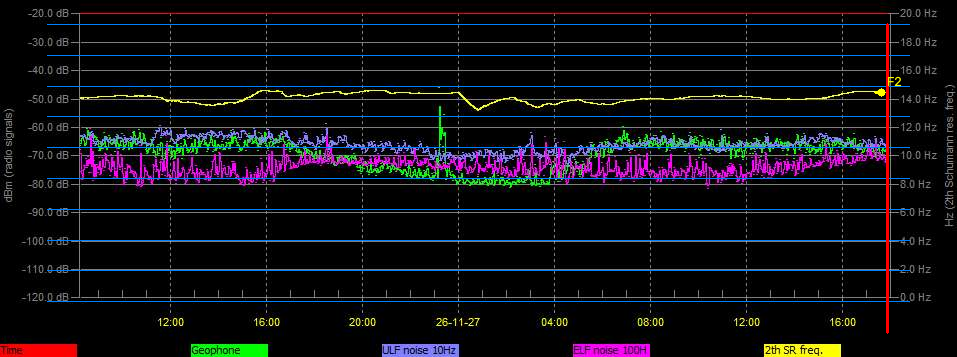 -20.0 dB 20.0 Hz
-30.0 dB 18.0 Hz
-40.0 dB 16.0 Hz
F2
-50.0 dB 14.0 Hz
-60.0 dB 12.0 Hz
-70.0 dB 10.0 Hz
-80.0 dB 8.0 Hz
-90.0 dB 6.0 Hz
-100.0 dB 4.0 Hz
-110.0 dB 2.0 Hz
-120.0 dB 0.0 Hz
dBm (radio signals)
Hz (2th Schumann res. freq.)
12:00 16:00 20:00 26-11-27 04:00 08:00 12:00 16:00
Time Geophone ULF noise 10Hz ELF noise 100H 2th SR freq.